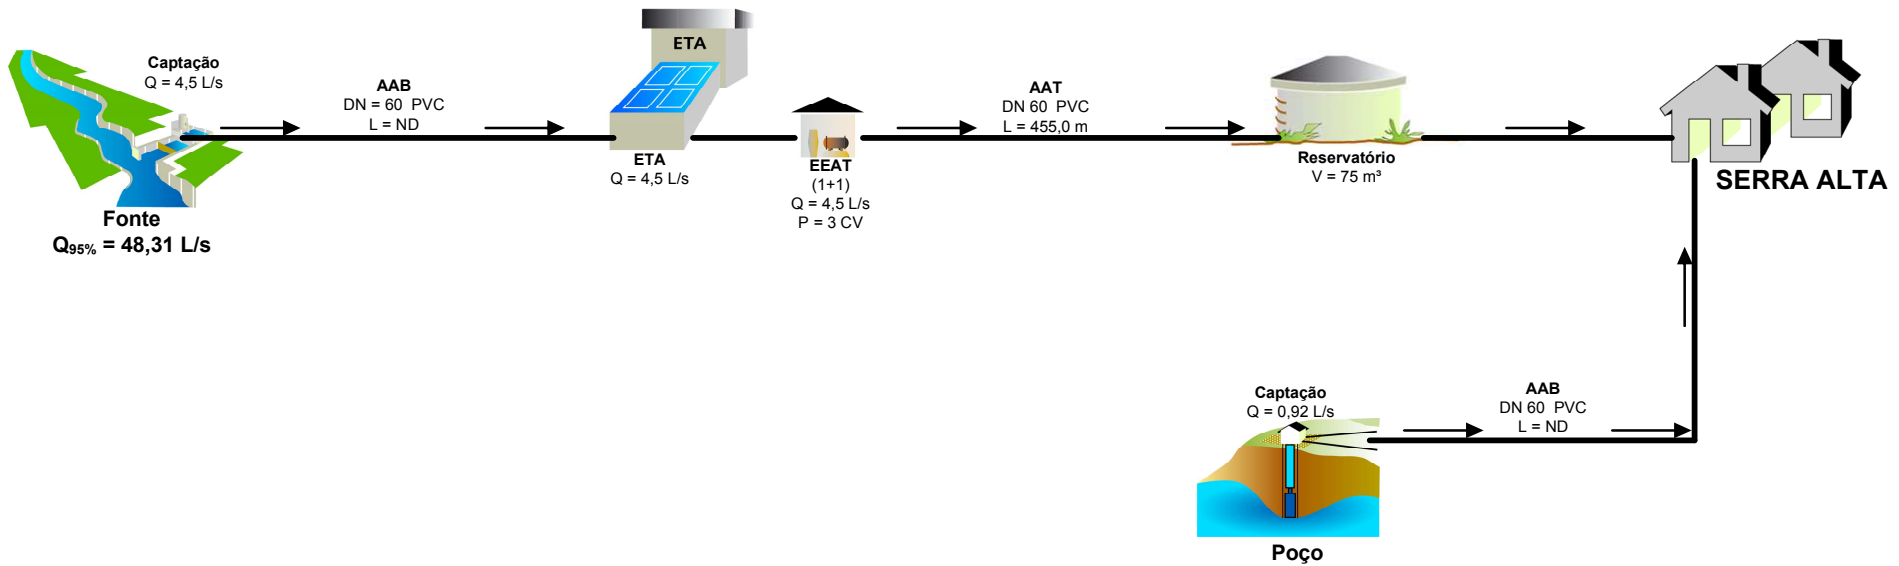 Captação
Q = 4,5 L/s
Fonte
Q95% = 48,31 L/s
AAB
DN = 60 PVC
L = ND
ETA
ETA
Q = 4,5 L/s
EEAT
(1+1)
Q = 4,5 L/s
P = 3 CV
AAT
DN 60 PVC
L = 455,0 m
Reservatório
V = 75 m³
SERRA ALTA
Captação
Q = 0,92 L/s
Poço
AAB
DN 60 PVC
L = ND